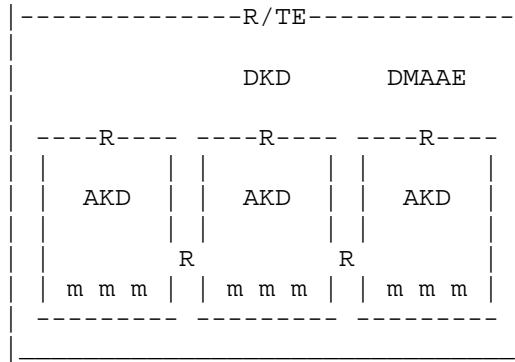 R/TE
DKD DMAAE
R R R
AKD AKD AKD
R R
m m m m m m m m m